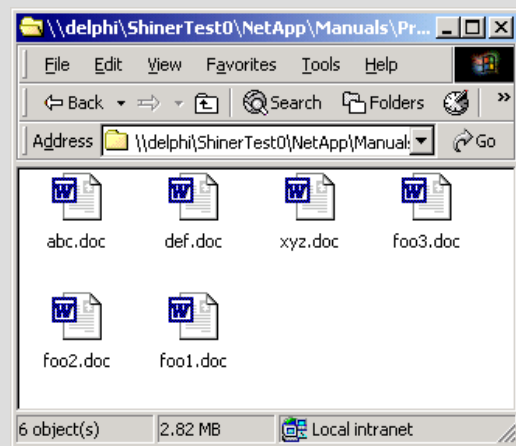 \\delphi\ShinerTest0\NetApp\Manuals\Pr...
File Edit View Favorites Tools Help
Back Search Folders »
Address \\delphi\ShinerTest0\NetApp\Manual: Go
abc.doc def.doc xyz.doc foo3.doc
foo2.doc foo1.doc
6 object(s) 2.82 MB Local intranet